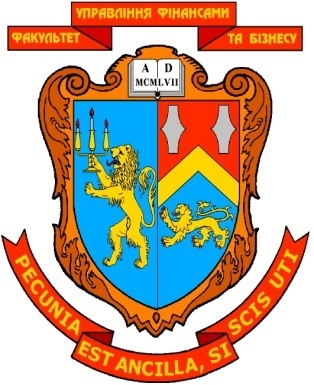 УПРАВЛІННЯ ФІНАНСАМИ
ФАКУЛЬТЕТ ТА БІЗНЕСУ
A D
MCMLVII
PECUNIA EST ANCILLA, SI SCIS UTI